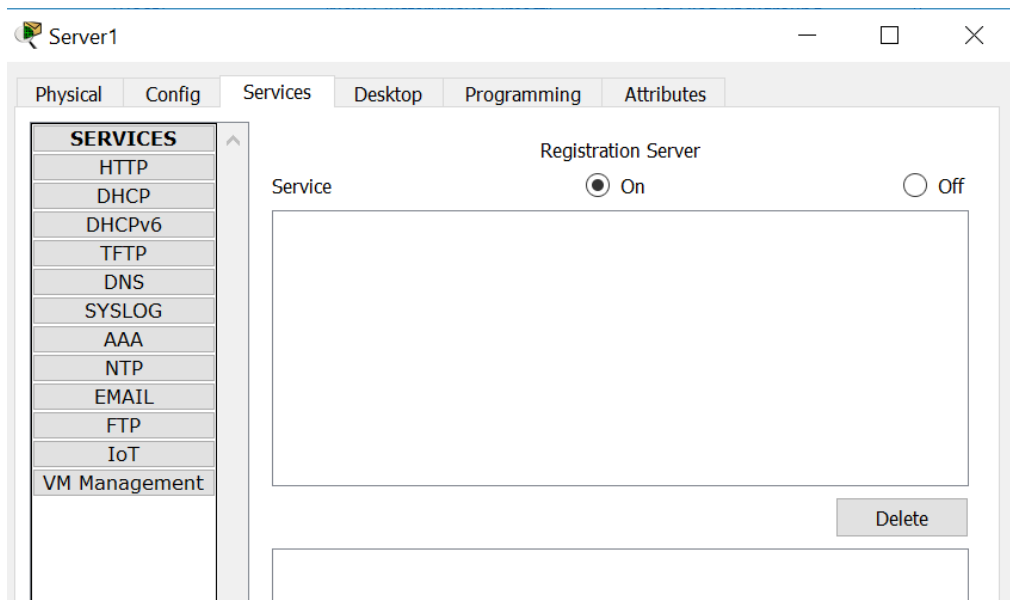 Server1
Physical Config Services Desktop Programming Attributes
SERVICES
HTTP
DHCP
DHCPv6
TFTP
DNS
SYSLOG
AAA
NTP
EMAIL
FTP
IoT
VM Management
Registration Server
Service On Off
Delete